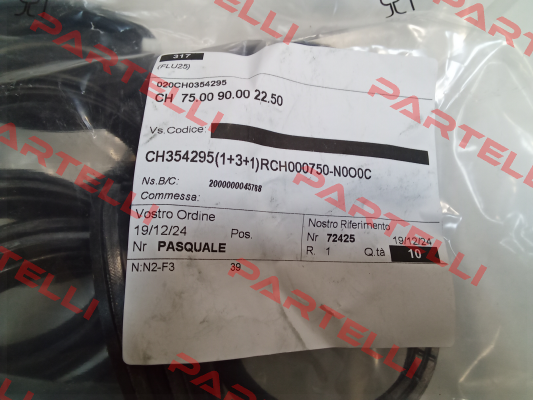 317
(FLU25)
020CH0354295
CH 75.00 90.00 22.50
Vs.Codice:
CH354295(1+3+1)RCH000750-N0O0C
Ns.B/C: 2000000045788
Commessa:
Vostro Ordine
19/12/24 Pos.
Nr PASQUALE
Nostro Riferimento
Nr 72425 19/12/24
R. 1 Q.tà 10
N:N2-F3 39
PARTELLI
PARTELLI
PARTELLI
PARTELLI
PARTELLI